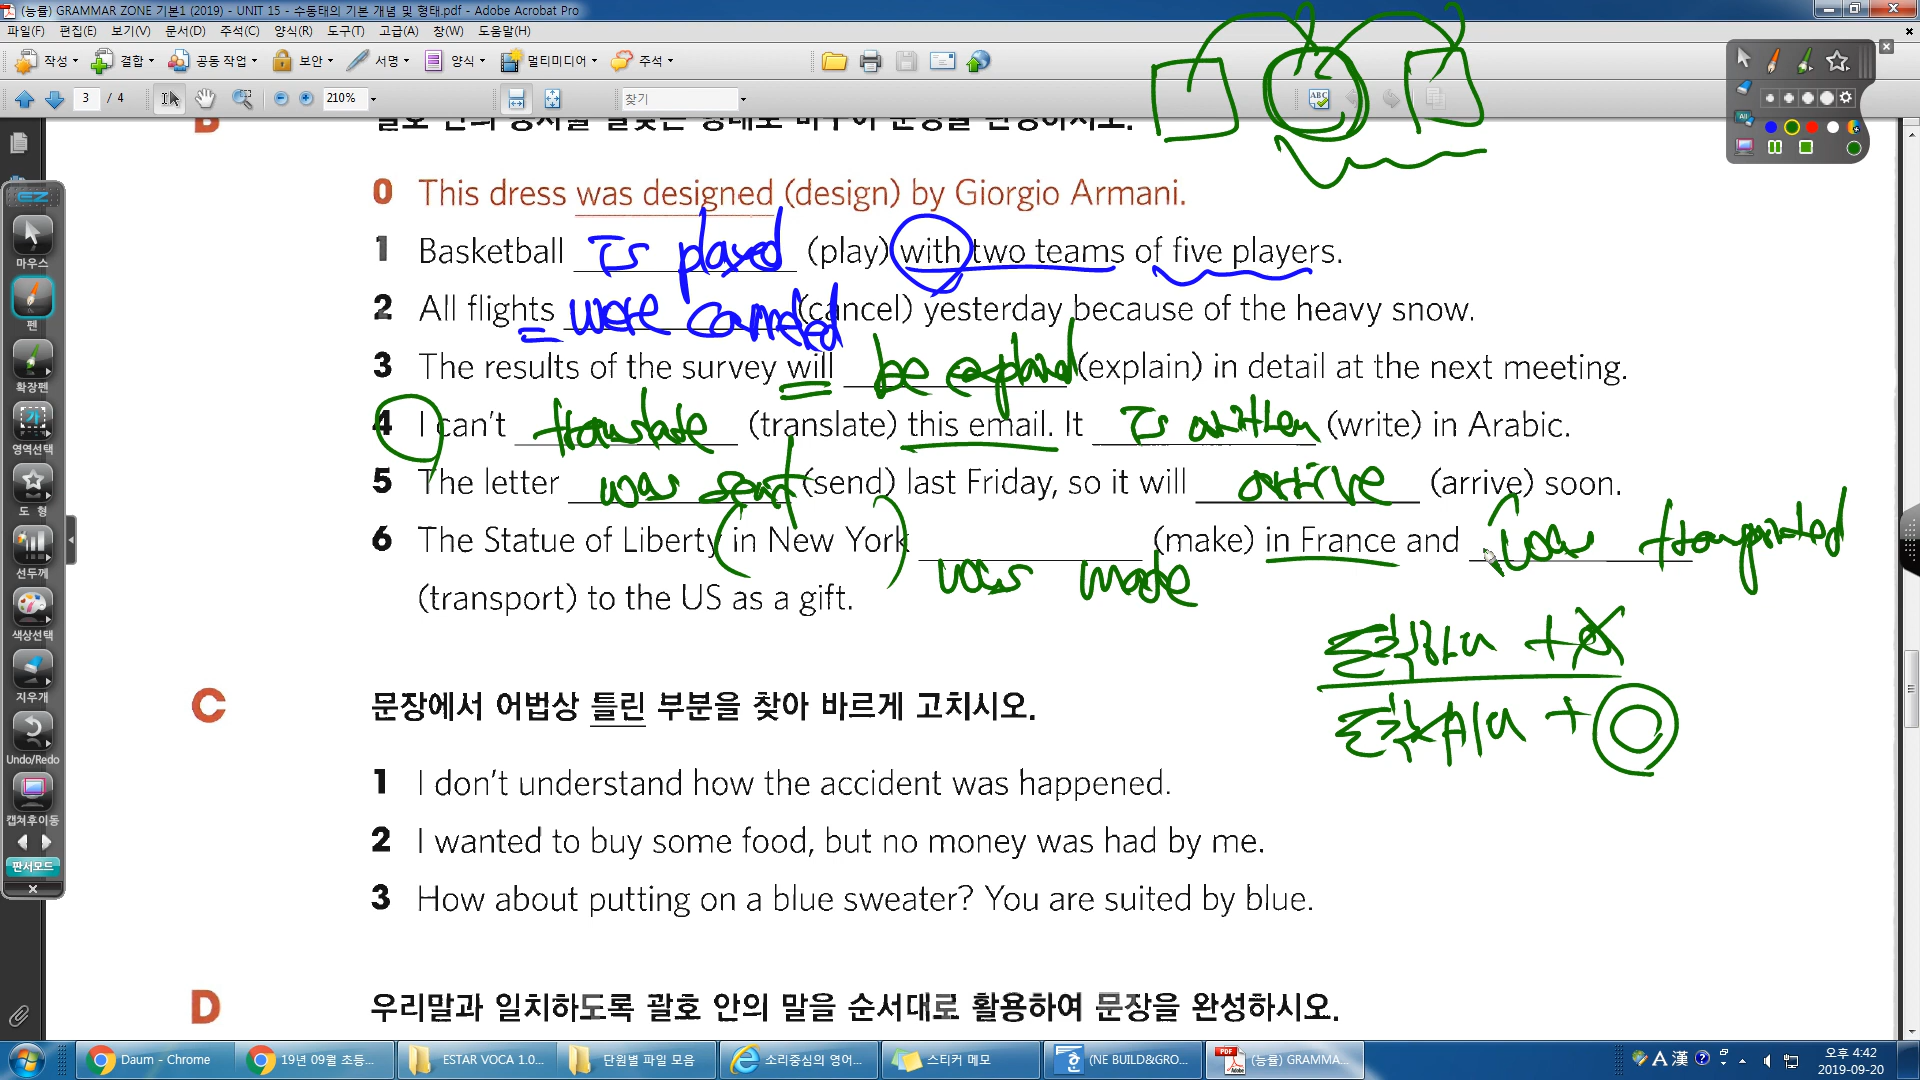 (능률) GRAMMAR ZONE 기본1 (2019) - UNIT 15 - 수동태의 기본 개념 및 형태.pdf - Adobe Acrobat Pro
파일(F) 편집(E) 보기(V) 문서(D) 주석(C) 양식(R) 도구(T) 고급(A) 창(W) 도움말(H)
작성 결합 공동 작업 보안 서명 양식 멀티미디어 주석
3 / 4 210% 찾기
B
0 This dress was designed (design) by Giorgio Armani.
1 Basketball is played (play) with two teams of five players.
2 All flights were canceled (cancel) yesterday because of the heavy snow.
3 The results of the survey will be explained (explain) in detail at the next meeting.
4 I can't translate (translate) this email. It is written (write) in Arabic.
5 The letter was sent (send) last Friday, so it will arrive (arrive) soon.
6 The Statue of Liberty (in New York) was made (make) in France and was transported
(transport) to the US as a gift.
C 문장에서 어법상 틀린 부분을 찾아 바르게 고치시오.
1 I don't understand how the accident was happened.
2 I wanted to buy some food, but no money was had by me.
3 How about putting on a blue sweater? You are suited by blue.
D 우리말과 일치하도록 괄호 안의 말을 순서대로 활용하여 문장을 완성하시오.
EZ
마우스
펜
확장펜
영역선택
도 형
선두께
색상선택
지우개
Undo/Redo
캡쳐후이동
판서모드
Daum - Chrome 19년 09월 초등... ESTAR VOCA 1.0... 단원별 파일 모음 소리중심의 영어... 스티커 메모 (NE BUILD&GRO... (능률) GRAMMA...
A 漢
오후 4:42
2019-09-20